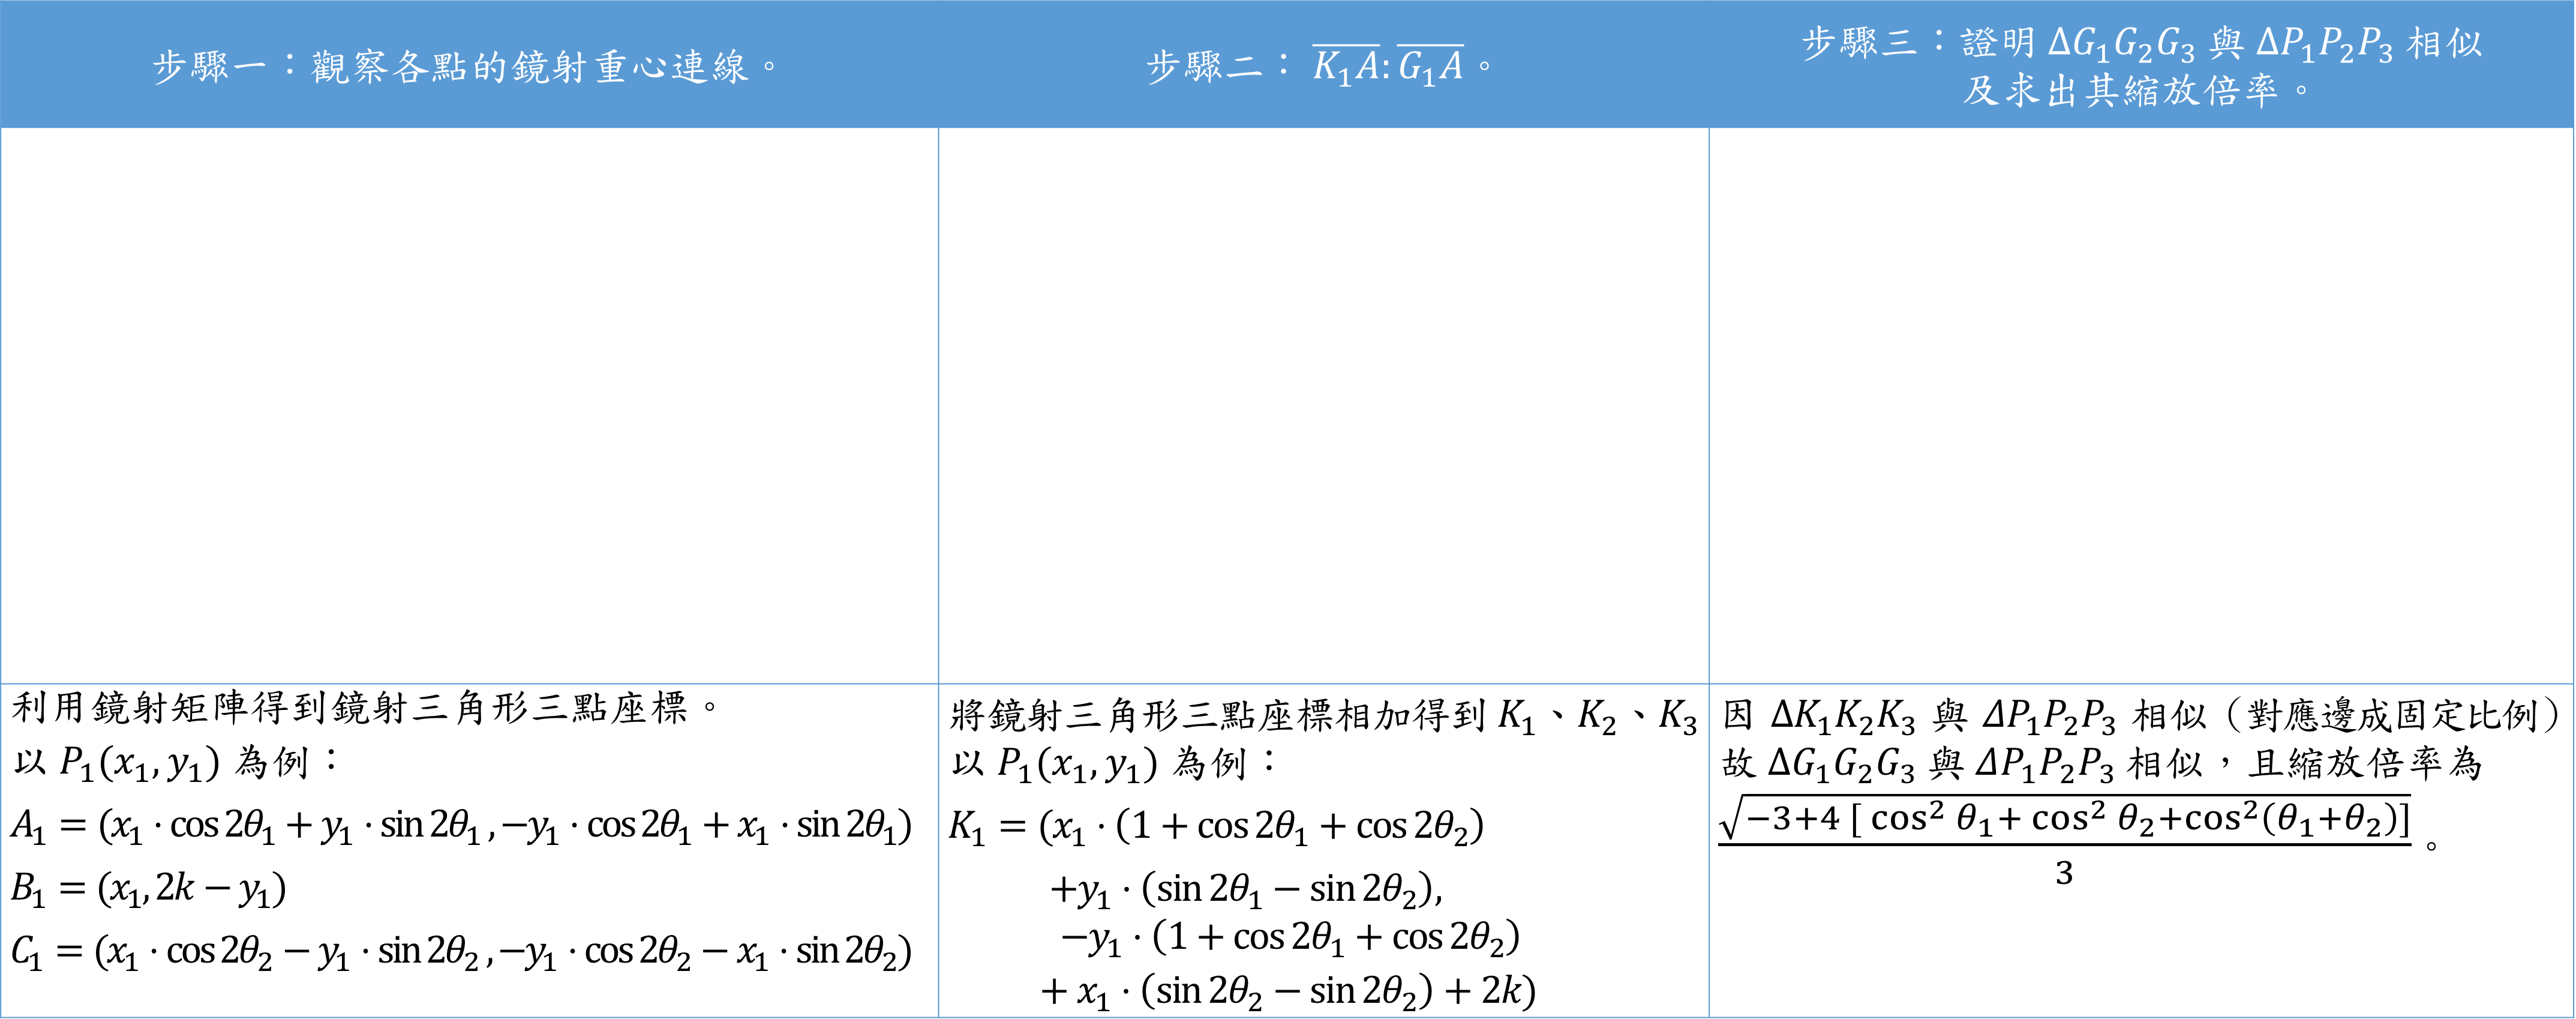 步驟一：觀察各點的鏡射重心連線。
步驟二： K̅₁̅A̅:G̅₁̅A̅。
步驟三：證明 ΔG₁G₂G₃ 與 ΔP₁P₂P₃ 相似
及求出其縮放倍率。
利用鏡射矩陣得到鏡射三角形三點座標。
以 P₁(x₁, y₁) 為例：
A₁ = (x₁ · cos 2θ₁ + y₁ · sin 2θ₁ , −y₁ · cos 2θ₁ + x₁ · sin 2θ₁)
B₁ = (x₁, 2k − y₁)
C₁ = (x₁ · cos 2θ₂ − y₁ · sin 2θ₂ , −y₁ · cos 2θ₂ − x₁ · sin 2θ₂)
將鏡射三角形三點座標相加得到 K₁、K₂、K₃
以 P₁(x₁, y₁) 為例：
K₁ = (x₁ · (1 + cos 2θ₁ + cos 2θ₂)
+y₁ · (sin 2θ₁ − sin 2θ₂),
−y₁ · (1 + cos 2θ₁ + cos 2θ₂)
+ x₁ · (sin 2θ₂ − sin 2θ₂) + 2k)
因 ΔK₁K₂K₃ 與 ΔP₁P₂P₃ 相似（對應邊成固定比例）
故 ΔG₁G₂G₃ 與 ΔP₁P₂P₃ 相似，且縮放倍率為
√−3+4 [ cos² θ₁+ cos² θ₂+cos²(θ₁+θ₂)]
3
。